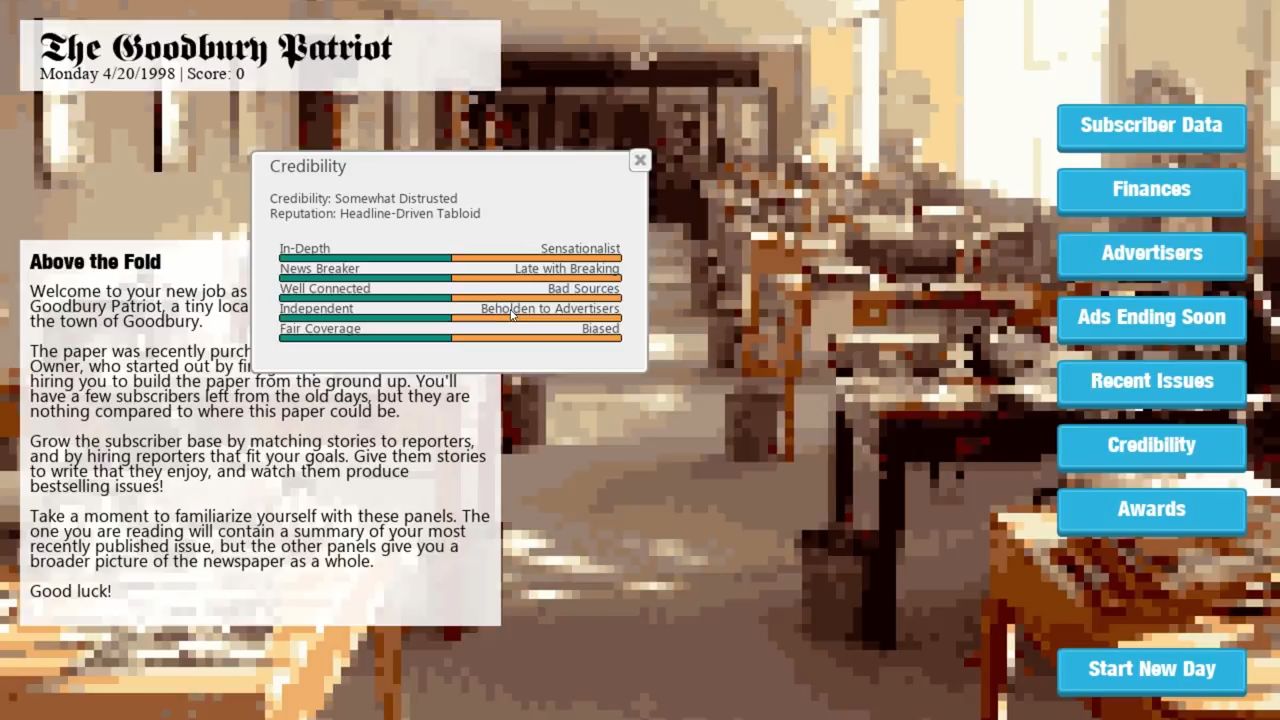 The Goodbury Patriot
Monday 4/20/1998 | Score: 0
Subscriber Data
Finances
Advertisers
Ads Ending Soon
Recent Issues
Credibility
Awards
Start New Day
Credibility
Credibility: Somewhat Distrusted
Reputation: Headline-Driven Tabloid
In-Depth Sensationalist
News Breaker Late with Breaking
Well Connected Bad Sources
Independent Beholden to Advertisers
Fair Coverage Biased
Above the Fold
Welcome to your new job as
Goodbury Patriot, a tiny loca
the town of Goodbury.
The paper was recently purch
Owner, who started out by fi
hiring you to build the paper from the ground up. You'll
have a few subscribers left from the old days, but they are
nothing compared to where this paper could be.
Grow the subscriber base by matching stories to reporters,
and by hiring reporters that fit your goals. Give them stories
to write that they enjoy, and watch them produce
bestselling issues!
Take a moment to familiarize yourself with these panels. The
one you are reading will contain a summary of your most
recently published issue, but the other panels give you a
broader picture of the newspaper as a whole.
Good luck!